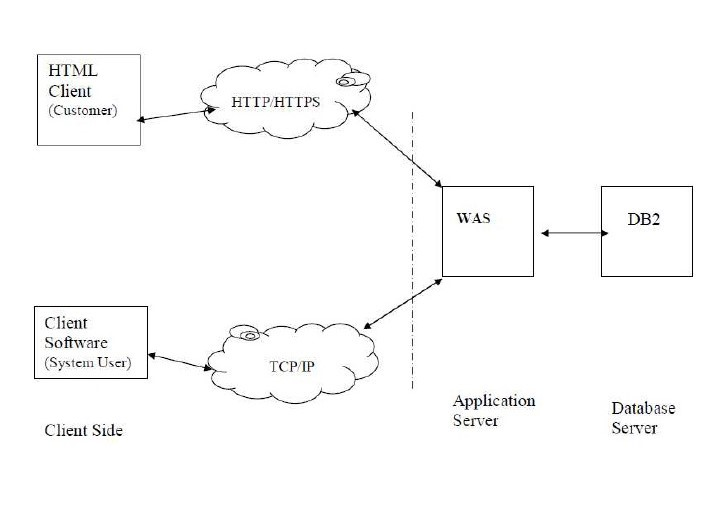 HTML
Client
(Customer)
HTTP/HTTPS
WAS
DB2
Client
Software
(System User)
TCP/IP
Client Side
Application
Server
Database
Server